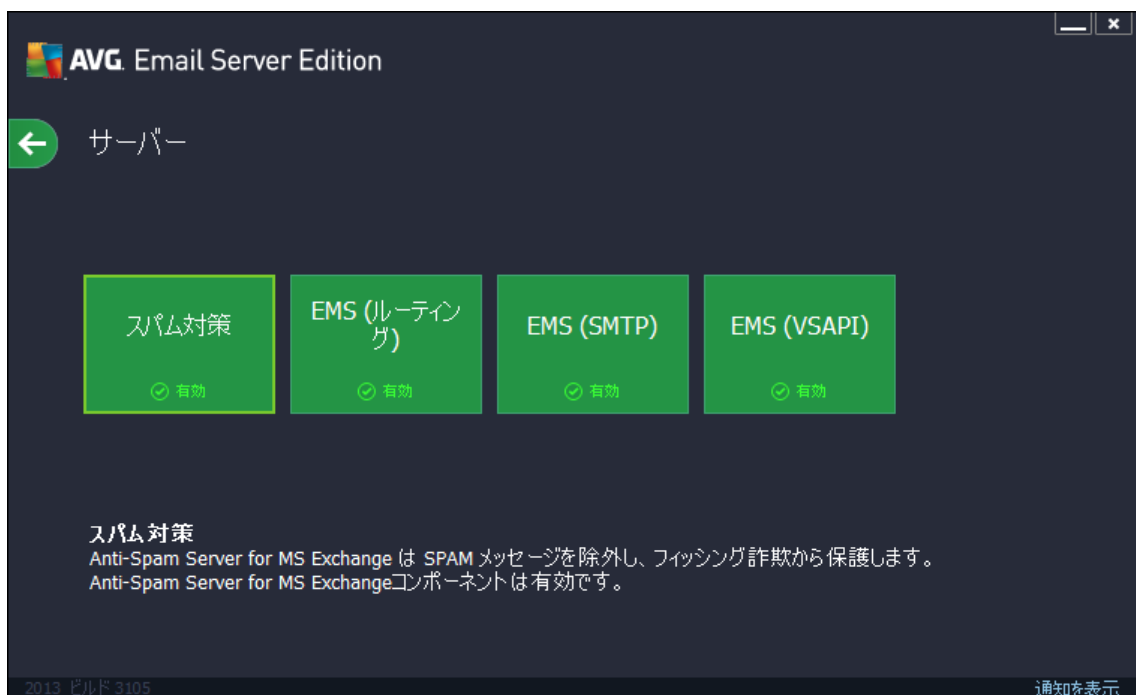 AVG. Email Server Edition
サーバー
スパム対策
有効
EMS (ルーティン
グ)
有効
EMS (SMTP)
有効
EMS (VSAPI)
有効
スパム対策
Anti-Spam Server for MS Exchange は SPAM メッセージを除外し、フィッシング詐欺から保護します。
Anti-Spam Server for MS Exchangeコンポーネントは有効です。
2013 ビルド 3105
通知を表示